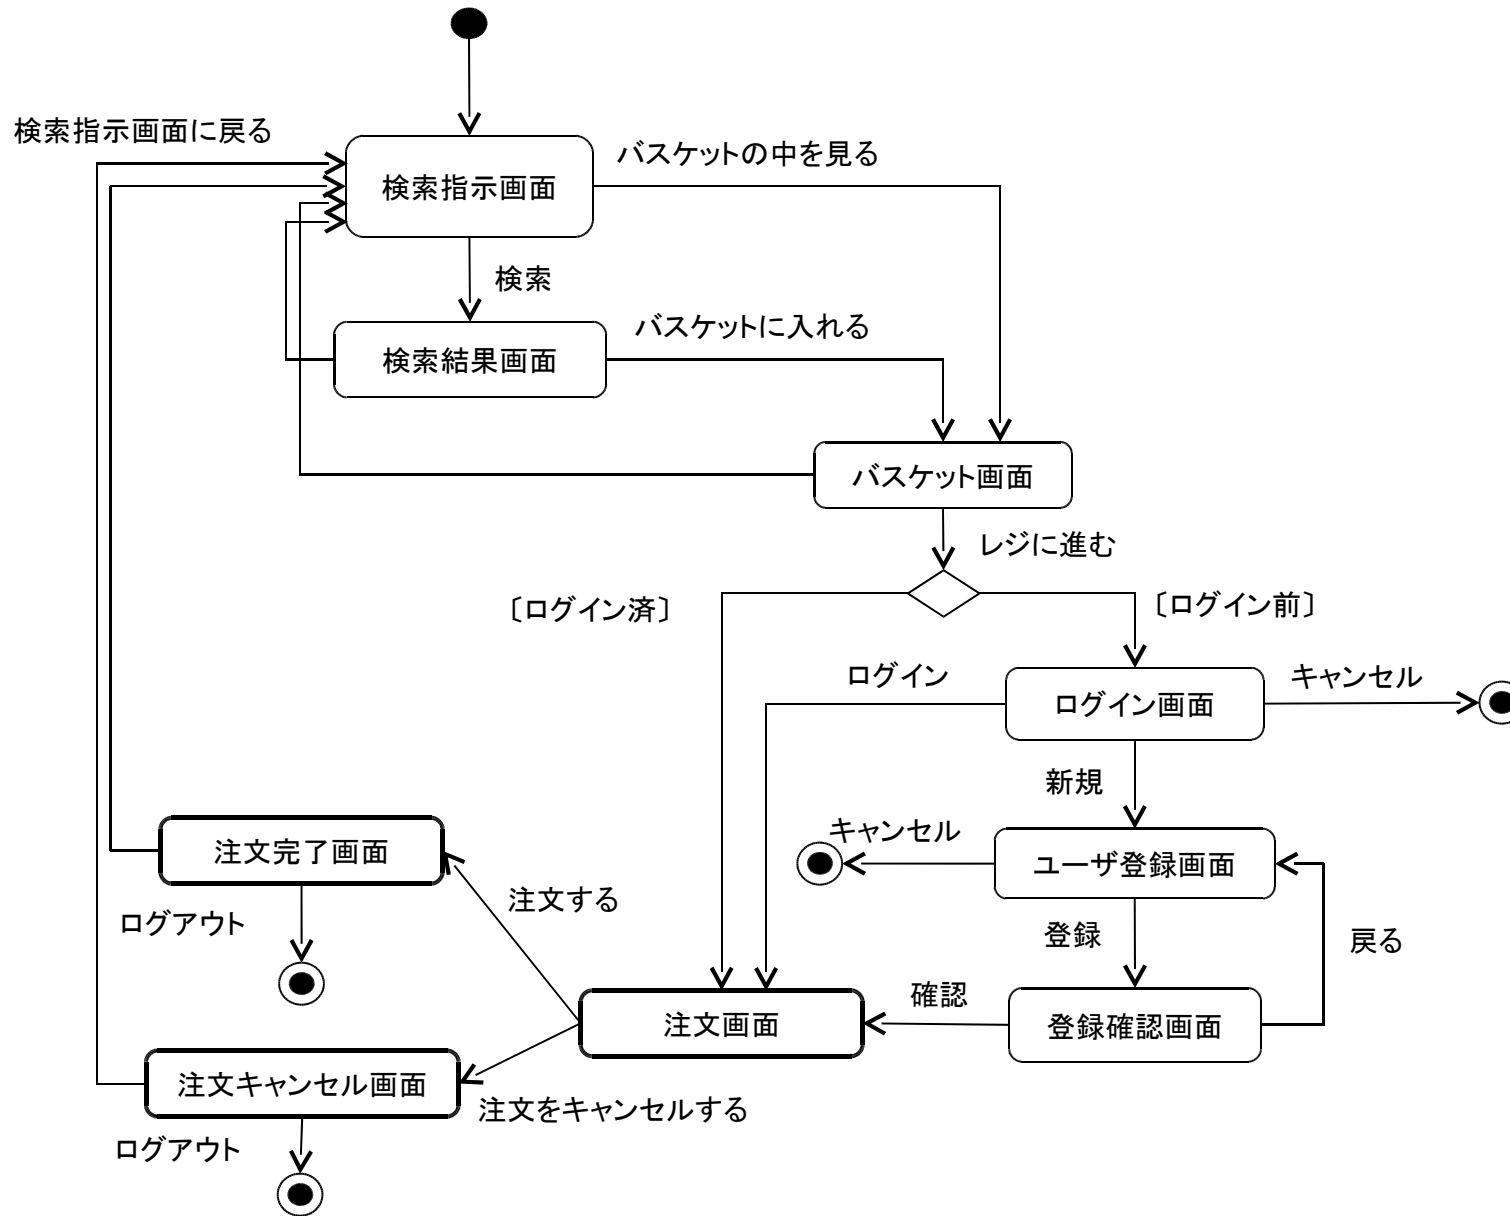 検索指示画面に戻る
バスケットの中を見る
検索指示画面
検索
バスケットに入れる
検索結果画面
バスケット画面
レジに進む
〔ログイン済〕
〔ログイン前〕
ログイン
キャンセル
ログイン画面
新規
キャンセル
注文完了画面
ユーザ登録画面
注文する
ログアウト
登録
戻る
確認
注文画面
登録確認画面
注文キャンセル画面
注文をキャンセルする
ログアウト